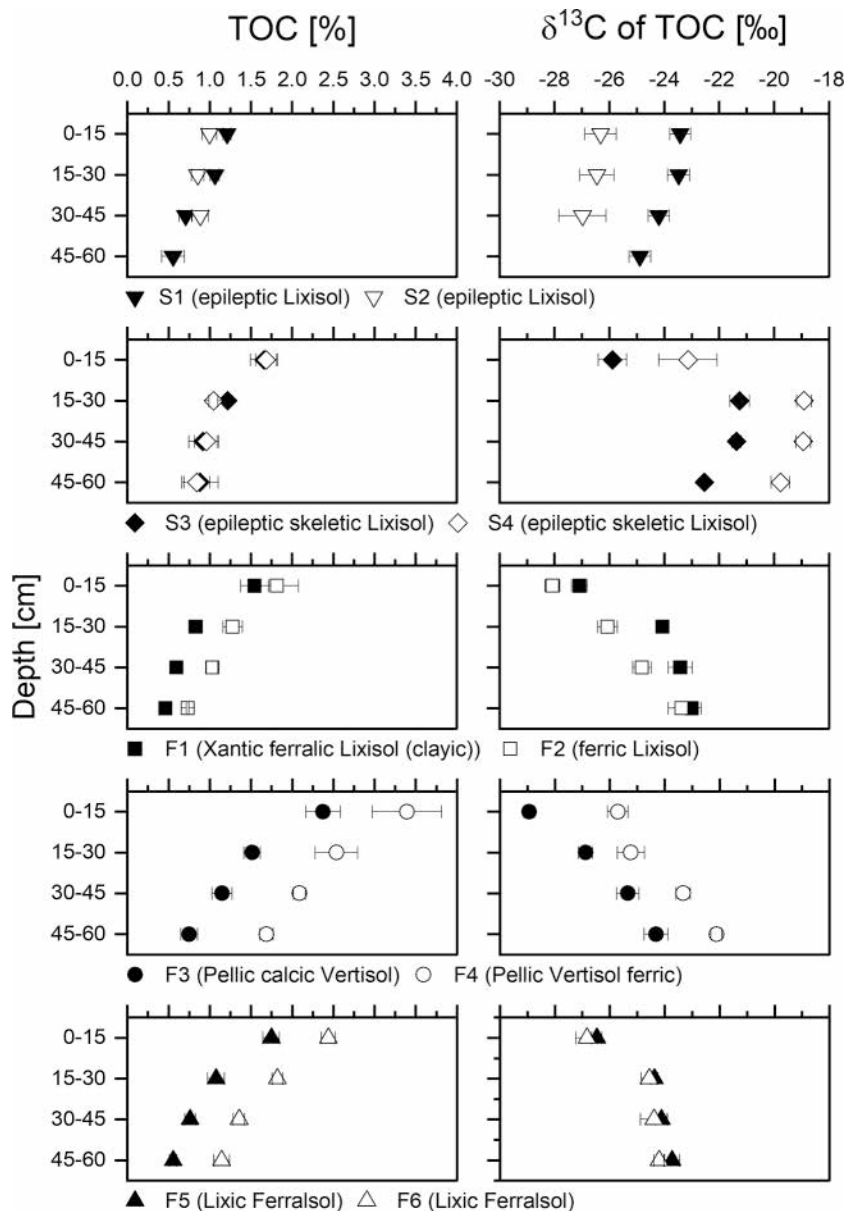 TOC [%] δ¹³C of TOC [‰]
0.0 0.5 1.0 1.5 2.0 2.5 3.0 3.5 4.0 -30 -28 -26 -24 -22 -20 -18
0-15
15-30
30-45
45-60
S1 (epileptic Lixisol) S2 (epileptic Lixisol)
0-15
15-30
30-45
45-60
S3 (epileptic skeletic Lixisol) S4 (epileptic skeletic Lixisol)
Depth [cm]
0-15
15-30
30-45
45-60
F1 (Xantic ferralic Lixisol (clayic)) F2 (ferric Lixisol)
0-15
15-30
30-45
45-60
F3 (Pellic calcic Vertisol) F4 (Pellic Vertisol ferric)
0-15
15-30
30-45
45-60
F5 (Lixic Ferralsol) F6 (Lixic Ferralsol)